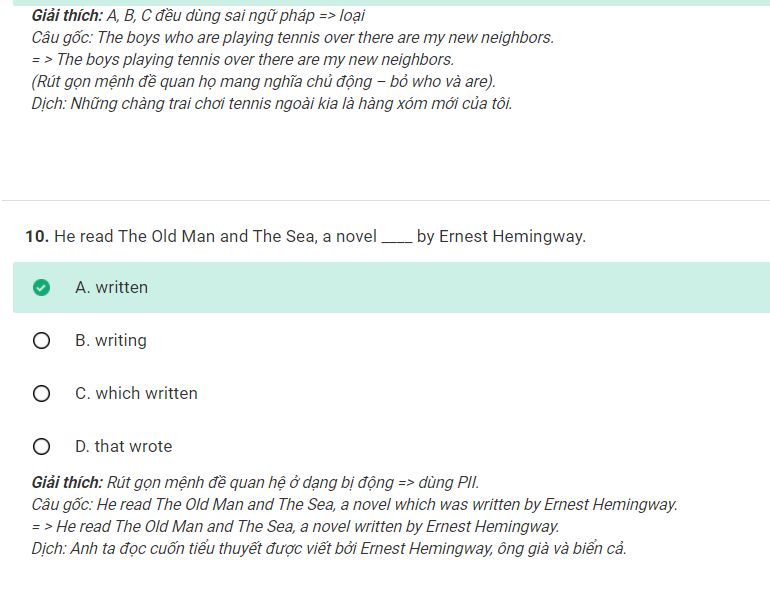 Giải thích: A, B, C đều dùng sai ngữ pháp => loại
Câu gốc: The boys who are playing tennis over there are my new neighbors.
= > The boys playing tennis over there are my new neighbors.
(Rút gọn mệnh đề quan họ mang nghĩa chủ động – bỏ who và are).
Dịch: Những chàng trai chơi tennis ngoài kia là hàng xóm mới của tôi.
10. He read The Old Man and The Sea, a novel ____ by Ernest Hemingway.
A. written
B. writing
C. which written
D. that wrote
Giải thích: Rút gọn mệnh đề quan hệ ở dạng bị động => dùng PII.
Câu gốc: He read The Old Man and The Sea, a novel which was written by Ernest Hemingway.
= > He read The Old Man and The Sea, a novel written by Ernest Hemingway.
Dịch: Anh ta đọc cuốn tiểu thuyết được viết bởi Ernest Hemingway, ông già và biển cả.